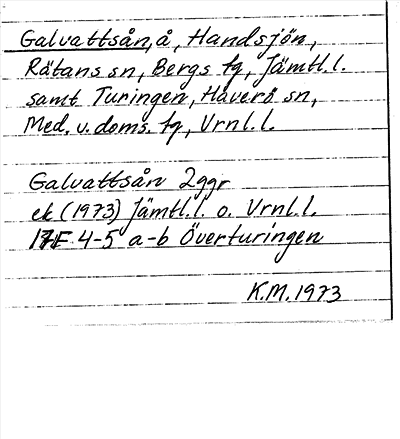 Galvattsån, å, Handsjön,
Rätans sn, Bergs tg, Jämtl.l.
samt Turingen, Haverö sn,
Med. v. doms. tg, Vrnl.l.
Galvattsån 2ggr
ek (1973) Jämtl.l. o. Vrnl.l.
17F 4-5 a-b Överturingen
K.M. 1973